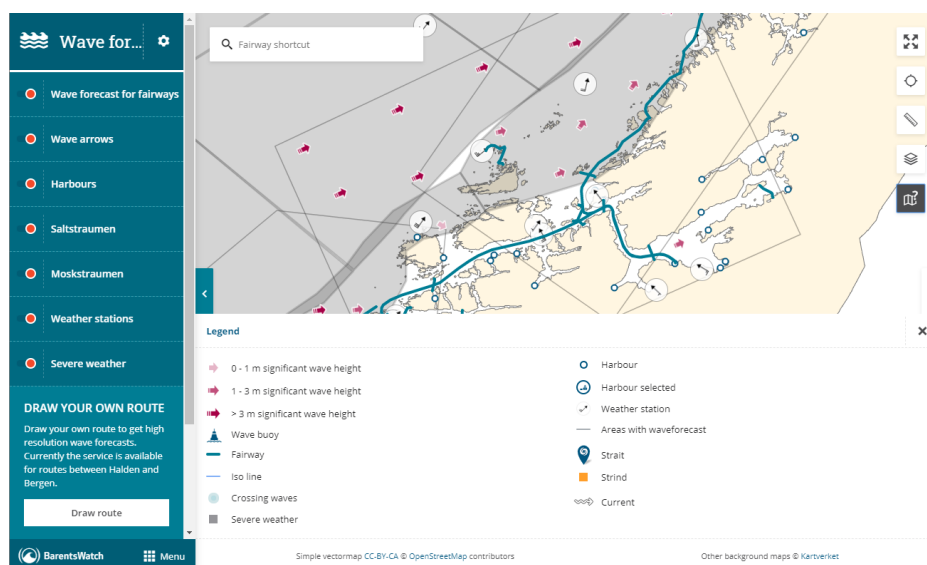 Wave for...
Fairway shortcut
Wave forecast for fairways
Wave arrows
Harbours
Saltstraumen
Moskstraumen
Weather stations
Severe weather
DRAW YOUR OWN ROUTE
Draw your own route to get high
resolution wave forecasts.
Currently the service is available
for routes between Halden and
Bergen.
Draw route
BarentsWatch
Menu
Legend
0 - 1 m significant wave height
1 - 3 m significant wave height
> 3 m significant wave height
Wave buoy
Fairway
Iso line
Crossing waves
Severe weather
Harbour
Harbour selected
Weather station
Areas with waveforecast
Strait
Strind
Current
Simple vectormap CC-BY-CA © OpenStreetMap contributors
Other background maps © Kartverket